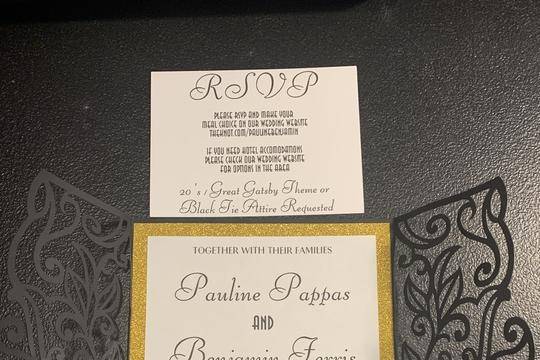 RSVP
PLEASE RSVP AND MAKE YOUR
MEAL CHOICE ON OUR WEDDING WEBSITE
THEKNOT.COM/PAULINEBENJAMIN
IF YOU NEED HOTEL ACCOMODATIONS
PLEASE CHECK OUR WEDDING WEBSITE
FOR OPTIONS IN THE AREA
20 's / Great Gatsby Theme or
Black Tie Attire Requested
TOGETHER WITH THEIR FAMILIES
Pauline Pappas
AND
Benjamin Ferris